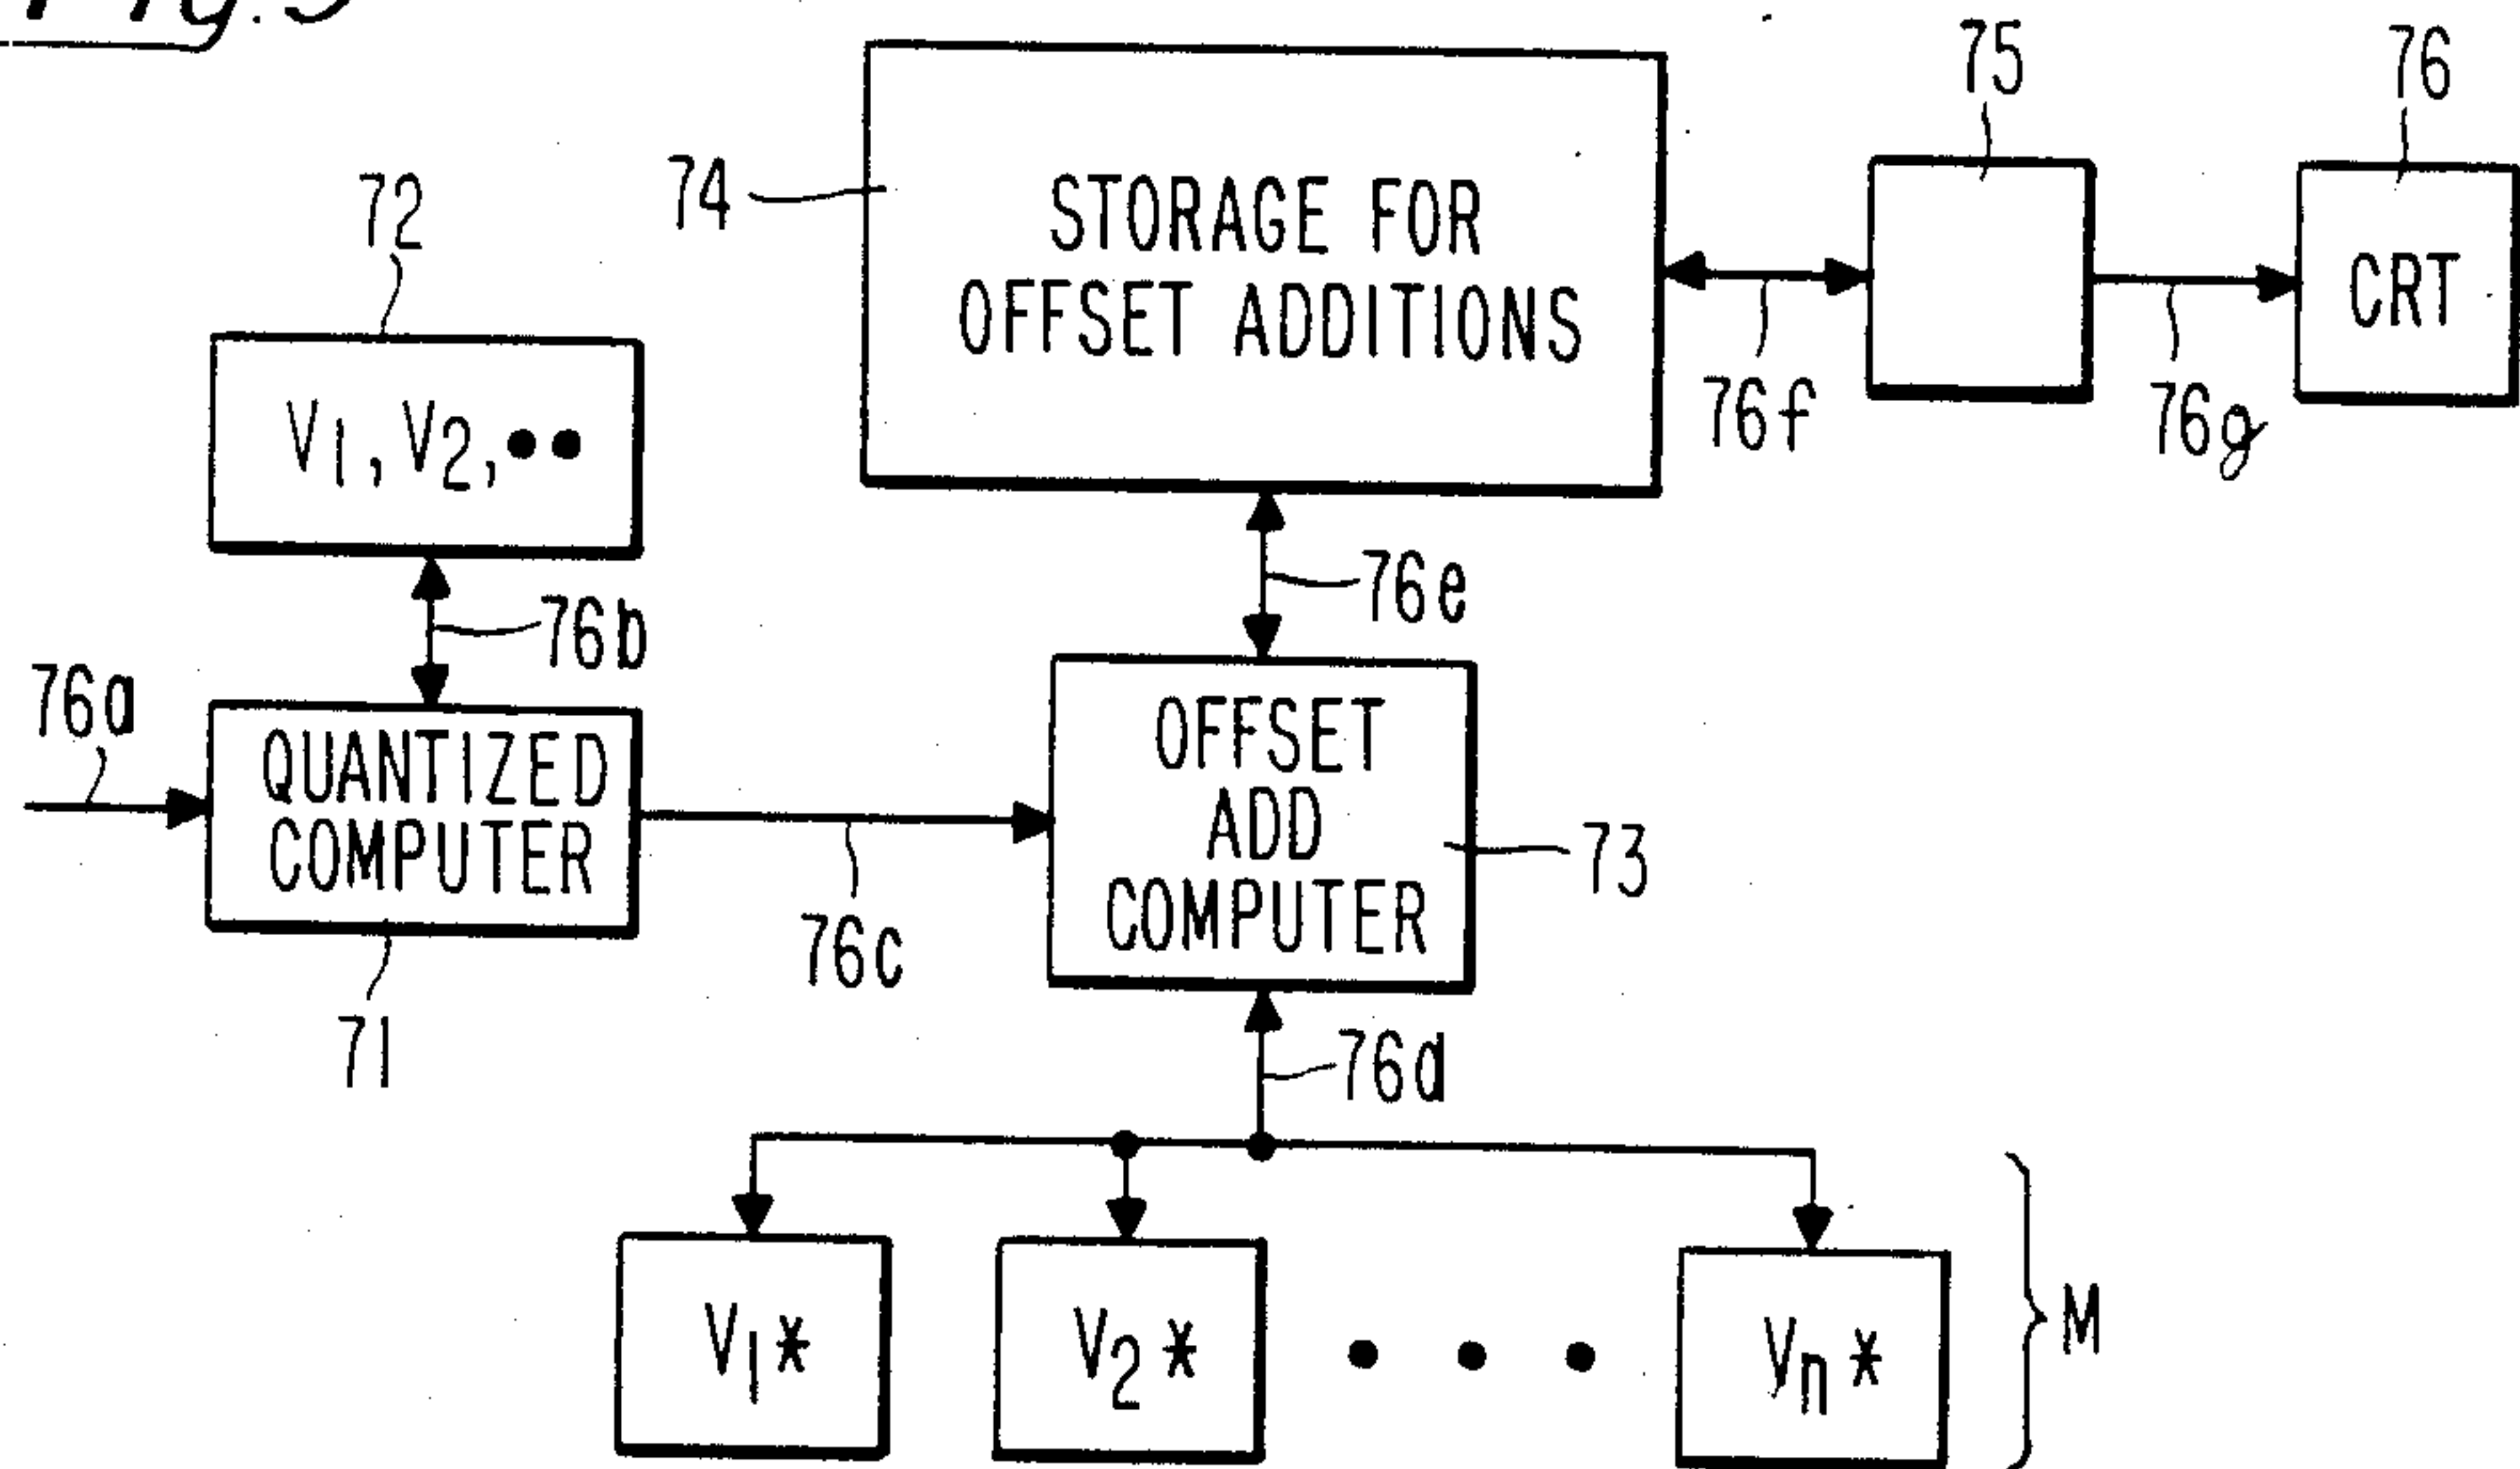 75
76
72
74
STORAGE FOR
OFFSET ADDITIONS
CRT
V1, V2, ●●
76f
76g
76e
76b
76a
QUANTIZED
COMPUTER
OFFSET
ADD
COMPUTER
73
76c
71
76d
V1* V2* ● ● ● Vn*
M